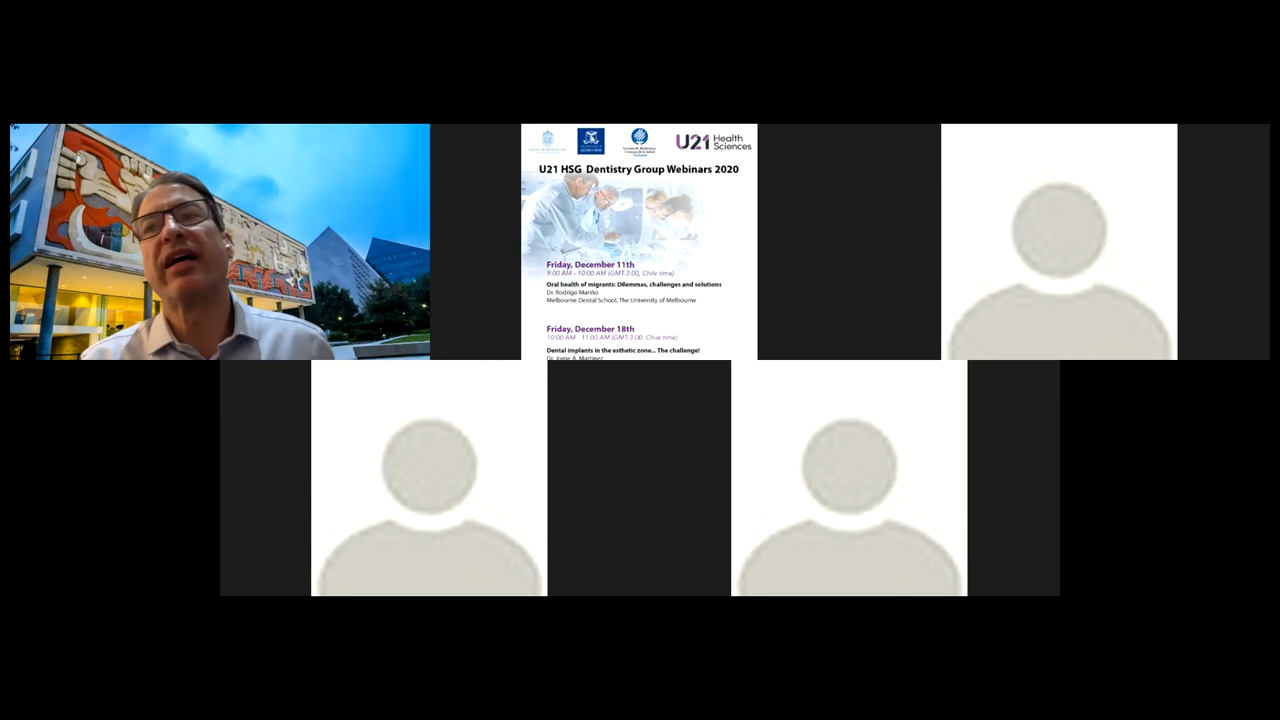 U21 Health
Sciences
U21 HSG Dentistry Group Webinars 2020
Friday, December 11th
9:00 AM - 10:00 AM (GMT-3:00, Chile time)
Oral health of migrants: Dilemmas, challenges and solutions
Dr. Rodrigo Mariño
Melbourne Dental School, The University of Melbourne
Friday, December 18th
10:00 AM - 11:00 AM (GMT-3:00, Chile time)
Dental implants in the esthetic zone... The challenge!
Dr. Jorge A. Martinez